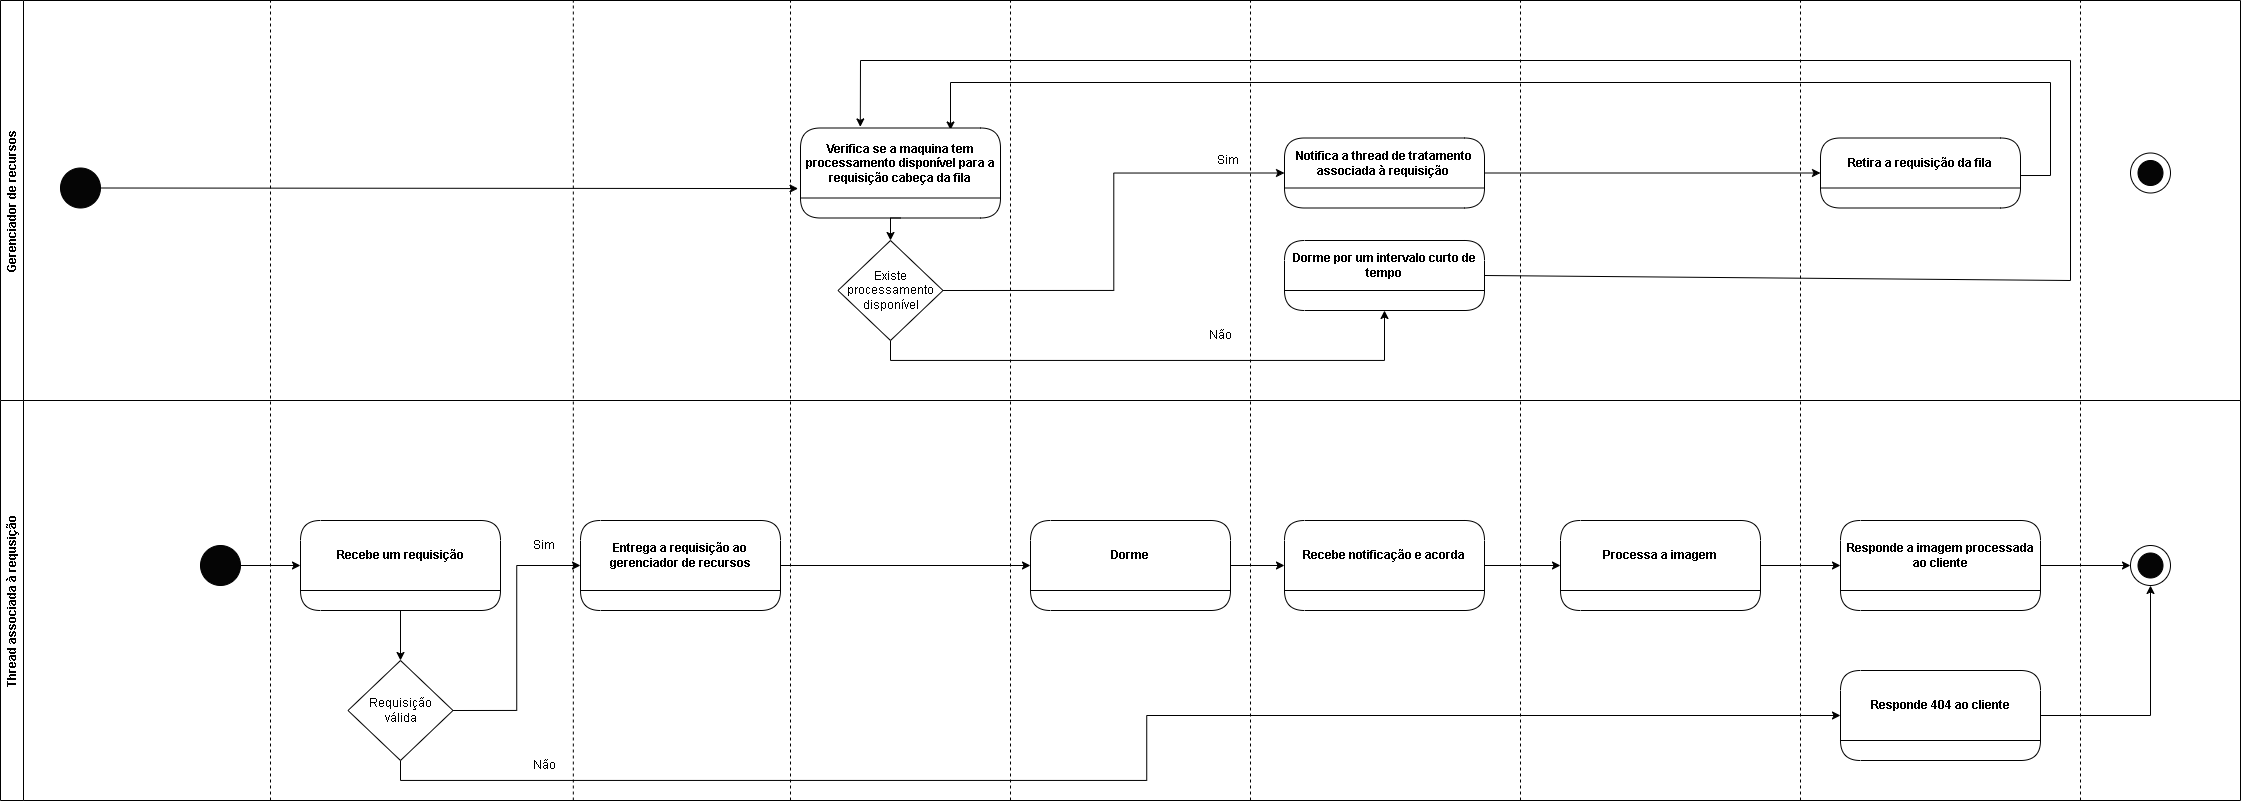 Gerenciador de recursos
Verifica se a maquina tem
processamento disponível para a
requisição cabeça da fila
Sim
Notifica a thread de tratamento
associada à requisição
Retira a requisição da fila
Existe
processamento
disponível
Dorme por um intervalo curto de
tempo
Não
Thread associada à requsição
Recebe um requisição
Sim
Entrega a requisição ao
gerenciador de recursos
Dorme
Recebe notificação e acorda
Processa a imagem
Responde a imagem processada
ao cliente
Requisição
válida
Não
Responde 404 ao cliente